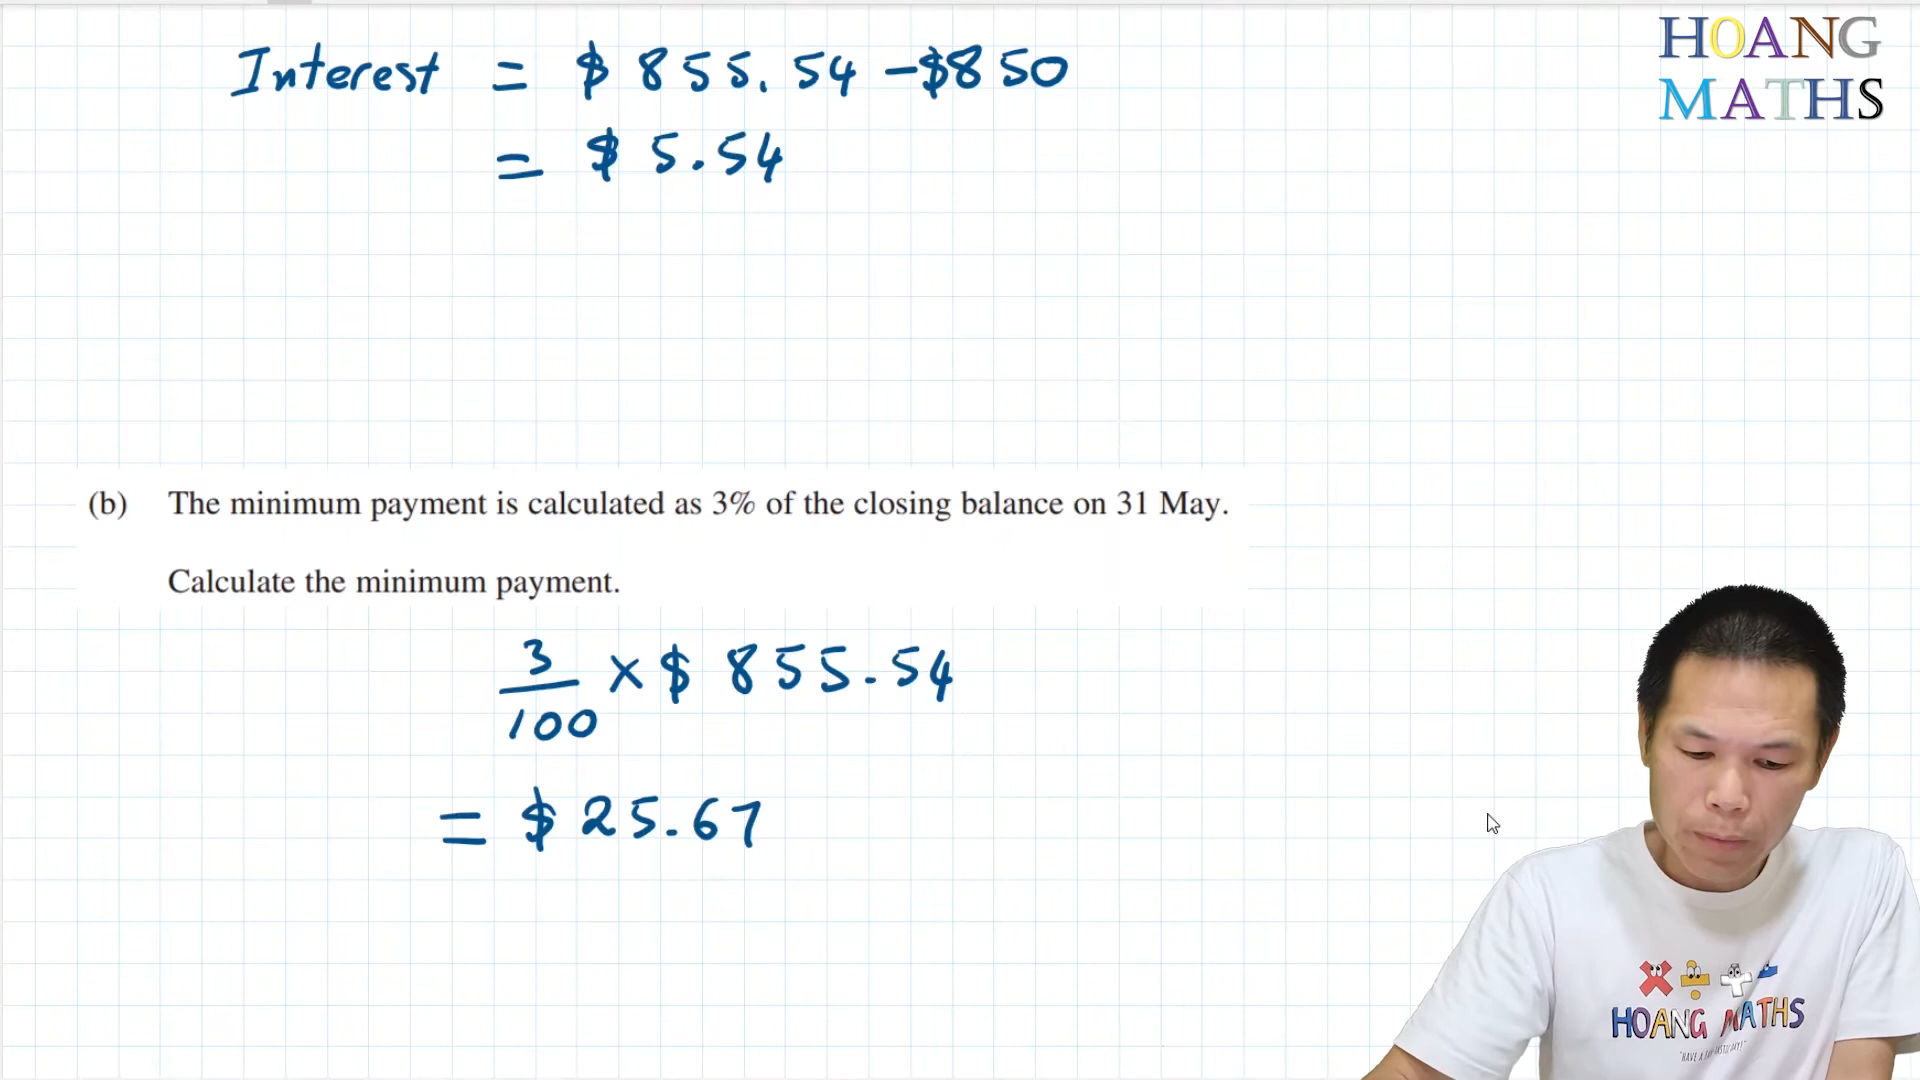 HOANG
MATHS
Interest = $ 855.54 -$850
= $ 5.54
(b) The minimum payment is calculated as 3% of the closing balance on 31 May.
Calculate the minimum payment.
3/100 × $ 855.54
= $ 25.67
HOANG MATHS